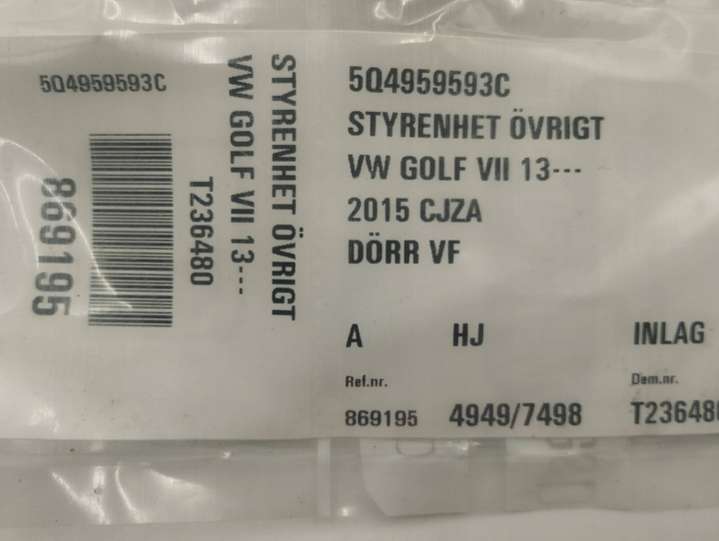 5Q4959593C
STYRENHET ÖVRIGT
VW GOLF VII 13---
T236480
869195
5Q4959593C
STYRENHET ÖVRIGT
VW GOLF VII 13---
2015 CJZA
DÖRR VF
A HJ INLAG
Ref.nr. Dem.nr.
869195 4949/7498 T236480